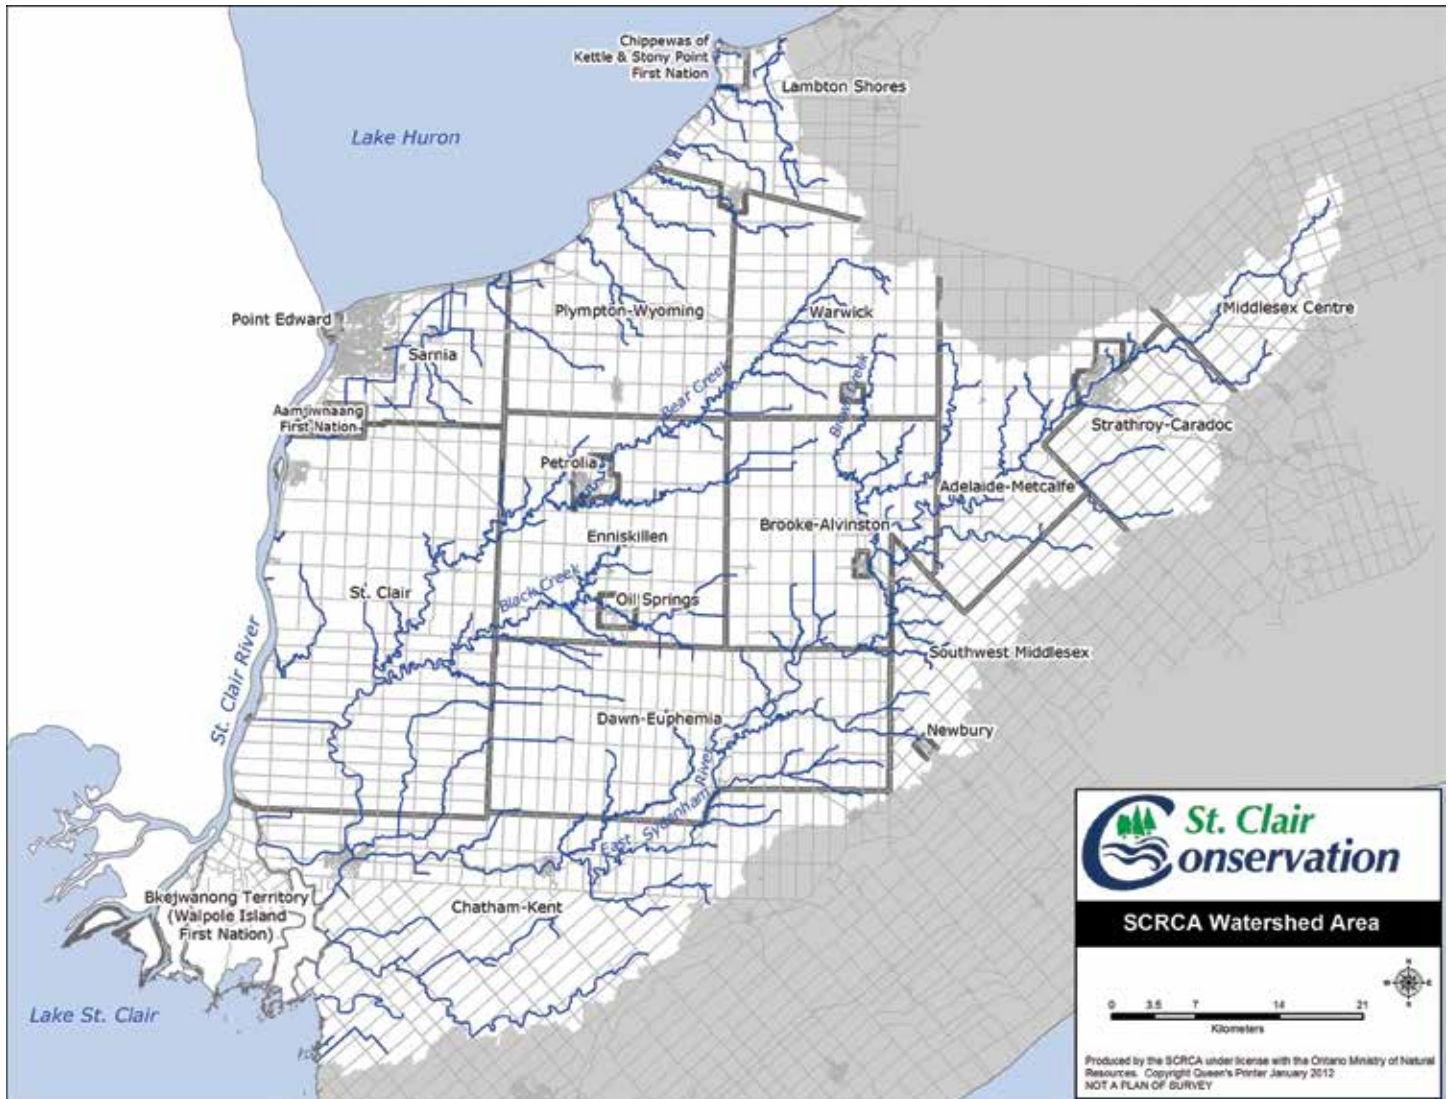 Chippewas of
Kettle & Stony Point
First Nation
Lambton Shores
Lake Huron
Middlesex Centre
Plympton-Wyoming
Warwick
Point Edward
Sarnia
Bear Creek
Brown Creek
Aamjiwnaang
First Nation
Strathroy-Caradoc
Petrolia
Adelaide-Metcalfe
Brooke-Alvinston
Enniskillen
Black Creek
St. Clair
Oil Springs
St. Clair River
Southwest Middlesex
Dawn-Euphemia
Newbury
East Sydenham River
Bkejwanong Territory
(Walpole Island
First Nation)
Chatham-Kent
Lake St. Clair
St. Clair
Conservation
SCRCA Watershed Area
N
W E
S
0 3.5 7 14 21
Kilometers
Produced by the SCRCA under license with the Ontario Ministry of Natural
Resources. Copyright Queen's Printer January 2012
NOT A PLAN OF SURVEY